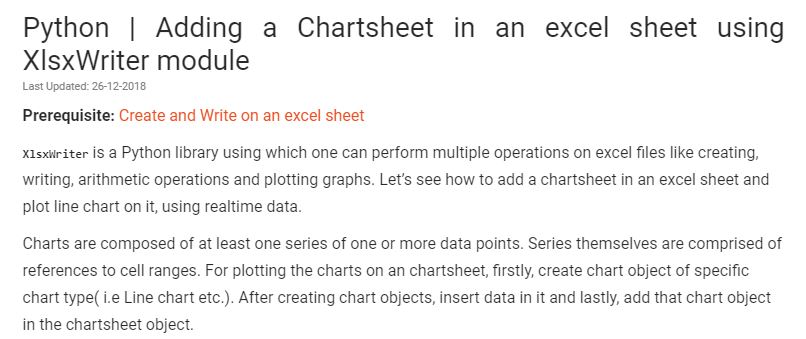 Python | Adding a Chartsheet in an excel sheet using
XlsxWriter module
Last Updated: 26-12-2018
Prerequisite: Create and Write on an excel sheet
XlsxWriter is a Python library using which one can perform multiple operations on excel files like creating,
writing, arithmetic operations and plotting graphs. Let’s see how to add a chartsheet in an excel sheet and
plot line chart on it, using realtime data.
Charts are composed of at least one series of one or more data points. Series themselves are comprised of
references to cell ranges. For plotting the charts on an chartsheet, firstly, create chart object of specific
chart type( i.e Line chart etc.). After creating chart objects, insert data in it and lastly, add that chart object
in the chartsheet object.